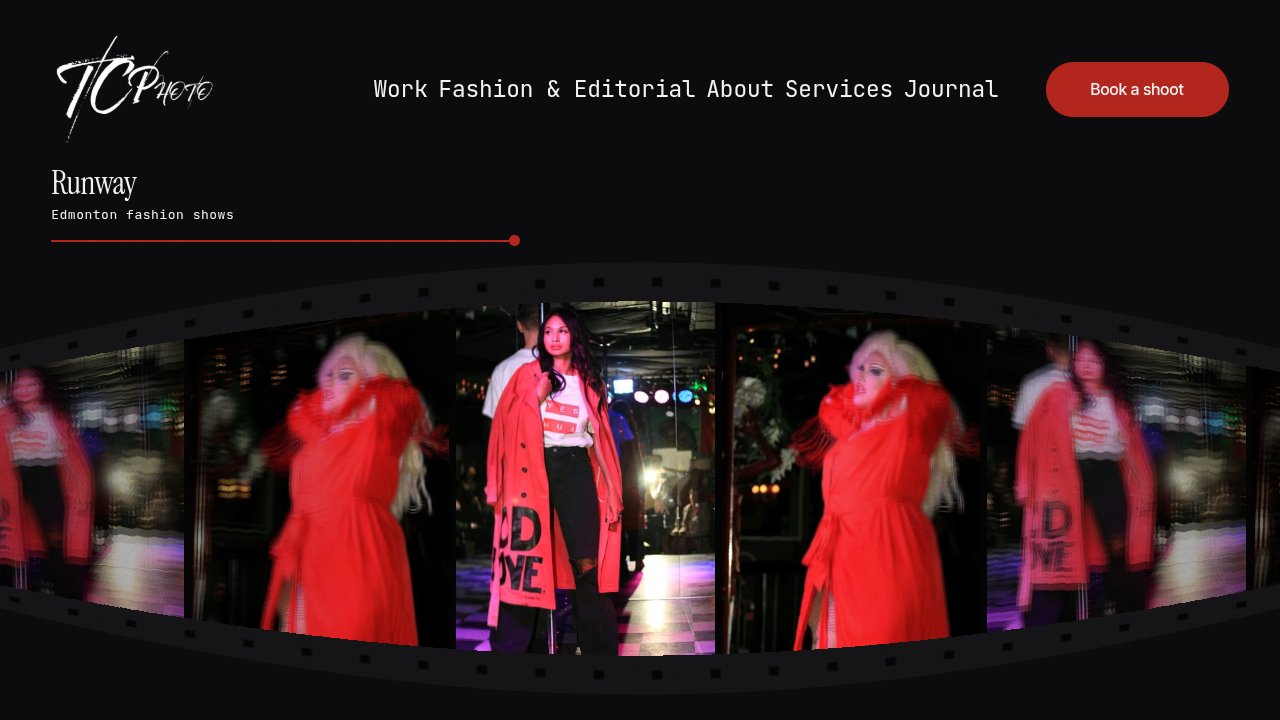 TCPHOTO
Work Fashion & Editorial About Services Journal
Book a shoot
Runway
Edmonton fashion shows